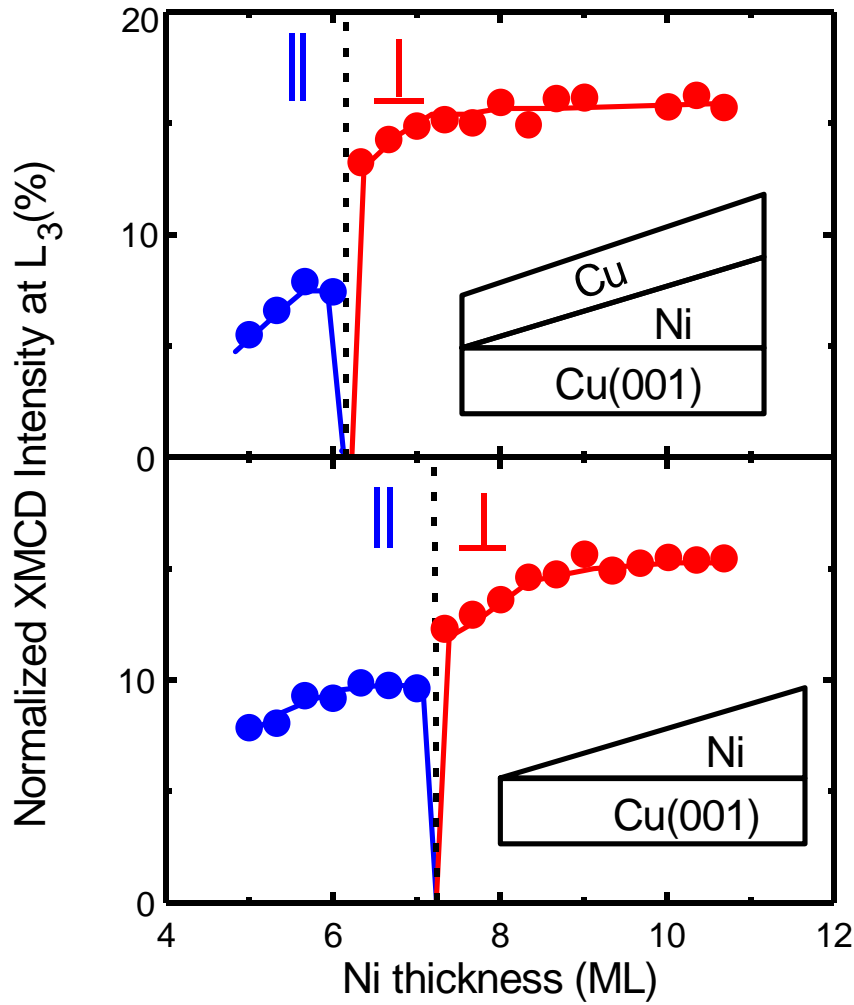 Normalized XMCD Intensity at L3(%)
20
|| ⊥
10
Cu
Ni
Cu(001)
0
|| ⊥
10
Ni
Cu(001)
0
4 6 8 10 12
Ni thickness (ML)